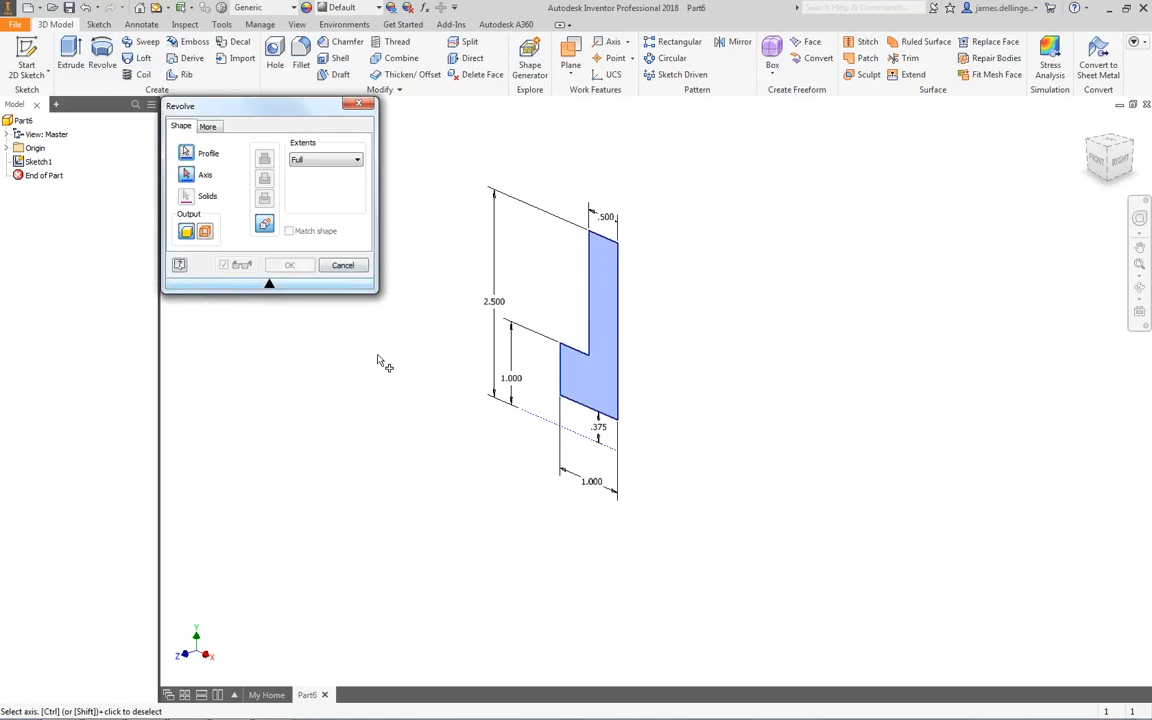 Generic
Default
Autodesk Inventor Professional 2018 Part6
Search Help & Commands...
james.dellinge...
File 3D Model Sketch Annotate Inspect Tools Manage View Environments Get Started Add-Ins Autodesk A360
Start
2D Sketch
Extrude
Revolve
Sweep
Loft
Coil
Emboss
Derive
Rib
Decal
Import
Hole
Fillet
Chamfer
Shell
Draft
Thread
Combine
Thicken/ Offset
Split
Direct
Delete Face
Shape
Generator
Plane
Axis
Point
UCS
Rectangular
Circular
Sketch Driven
Mirror
Box
Face
Convert
Stitch
Patch
Sculpt
Ruled Surface
Trim
Extend
Replace Face
Repair Bodies
Fit Mesh Face
Stress
Analysis
Convert to
Sheet Metal
Sketch Create Modify Explore Work Features Pattern Create Freeform Surface Simulation Convert
Model
Part6
View: Master
Origin
Sketch1
End of Part
Revolve
Shape More
Profile
Axis
Solids
Output
Extents
Full
Match shape
OK Cancel
.500
2.500
1.000
.375
1.000
FRONT RIGHT
Y
Z X
My Home Part6
Select axis. [Ctrl] (or [Shift])+click to deselect
1 1